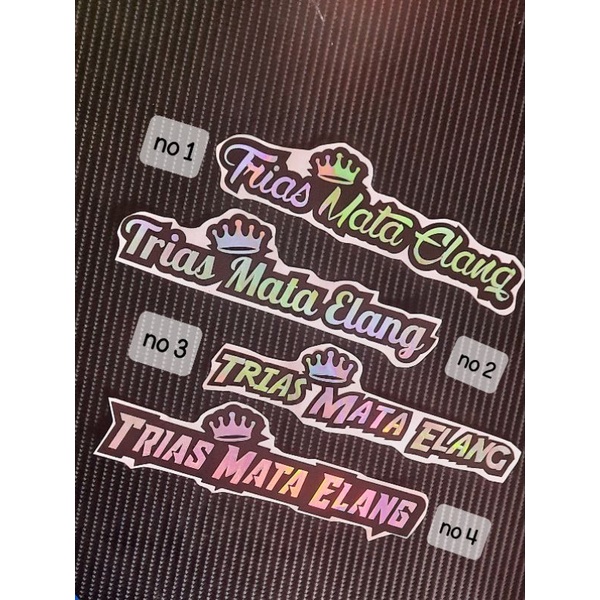 no 1
Trias Mata Elang
Trias Mata Elang
no 2
no 3
TRIAS MATA ELANG
TRIAS MATA ELANG
no 4